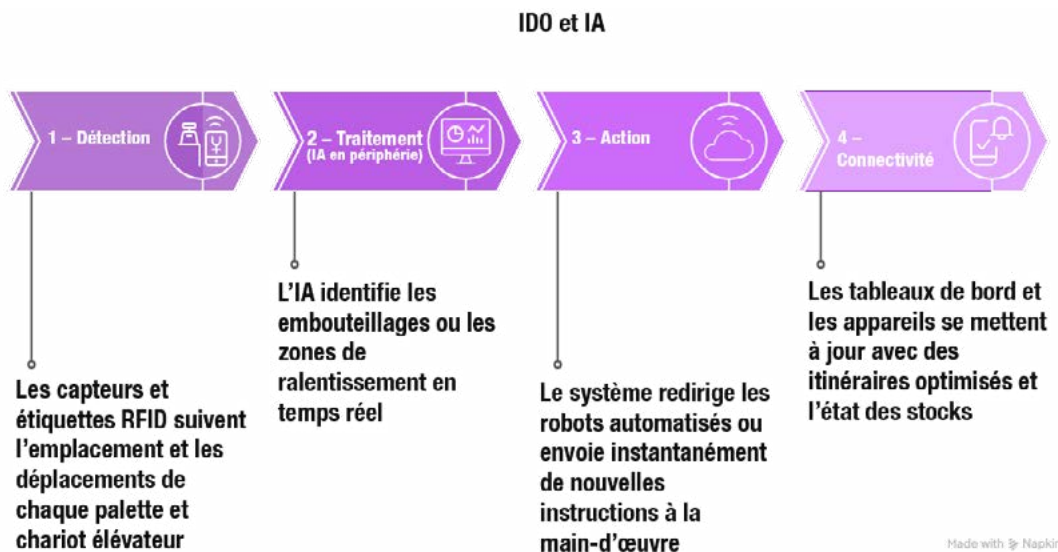 IDO et IA
1 – Détection
2 – Traitement
(IA en périphérie)
3 – Action
4 –
Connectivité
Les capteurs et
étiquettes RFID suivent
l'emplacement et les
déplacements de
chaque palette et
chariot élévateur
L'IA identifie les
embouteillages ou les
zones de
ralentissement en
temps réel
Le système redirige les
robots automatisés ou
envoie instantanément
de nouvelles
instructions à la
main-d'œuvre
Les tableaux de bord et
les appareils se mettent
à jour avec des
itinéraires optimisés et
l'état des stocks
Made with Napkin